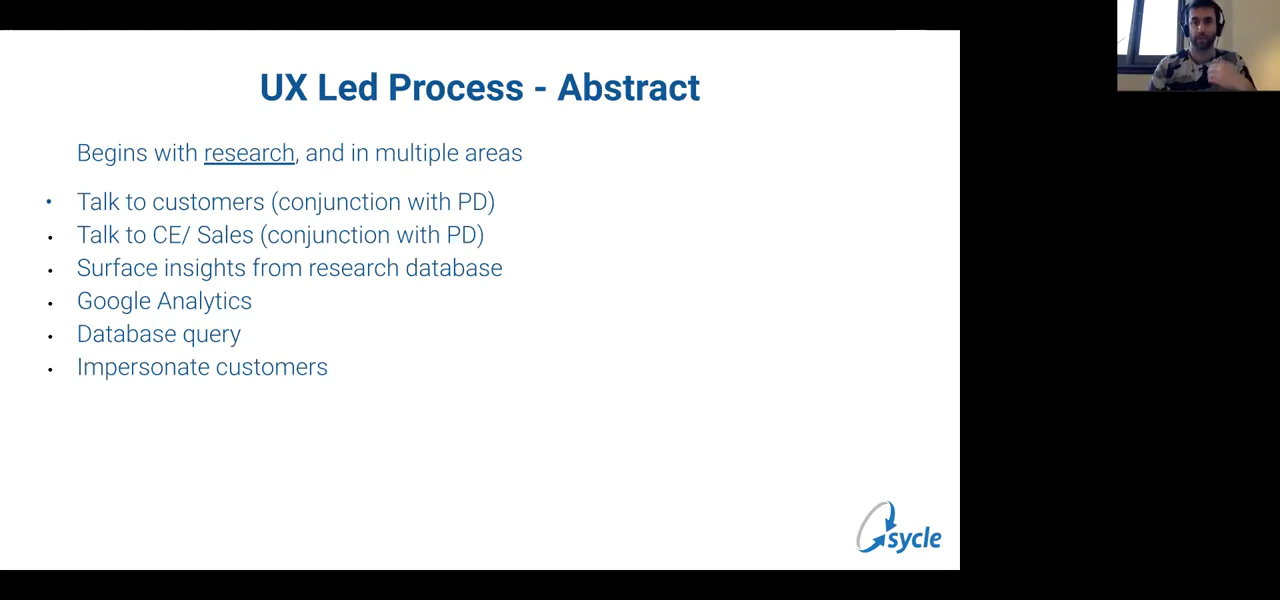 UX Led Process - Abstract
Begins with research, and in multiple areas
• Talk to customers (conjunction with PD)
• Talk to CE/ Sales (conjunction with PD)
• Surface insights from research database
• Google Analytics
• Database query
• Impersonate customers
sycle